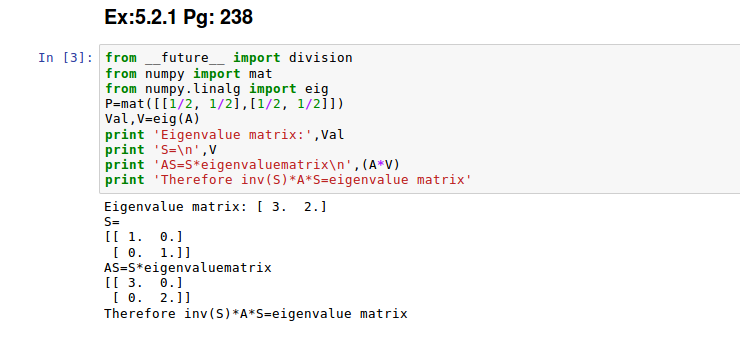 Ex:5.2.1 Pg: 238
In [3]: from __future__ import division
from numpy import mat
from numpy.linalg import eig
P=mat([[1/2, 1/2],[1/2, 1/2]])
Val,V=eig(A)
print 'Eigenvalue matrix:',Val
print 'S=\n',V
print 'AS=S*eigenvaluematrix\n',(A*V)
print 'Therefore inv(S)*A*S=eigenvalue matrix'
Eigenvalue matrix: [ 3.  2.]
S=
[[ 1.  0.]
 [ 0.  1.]]
AS=S*eigenvaluematrix
[[ 3.  0.]
 [ 0.  2.]]
Therefore inv(S)*A*S=eigenvalue matrix